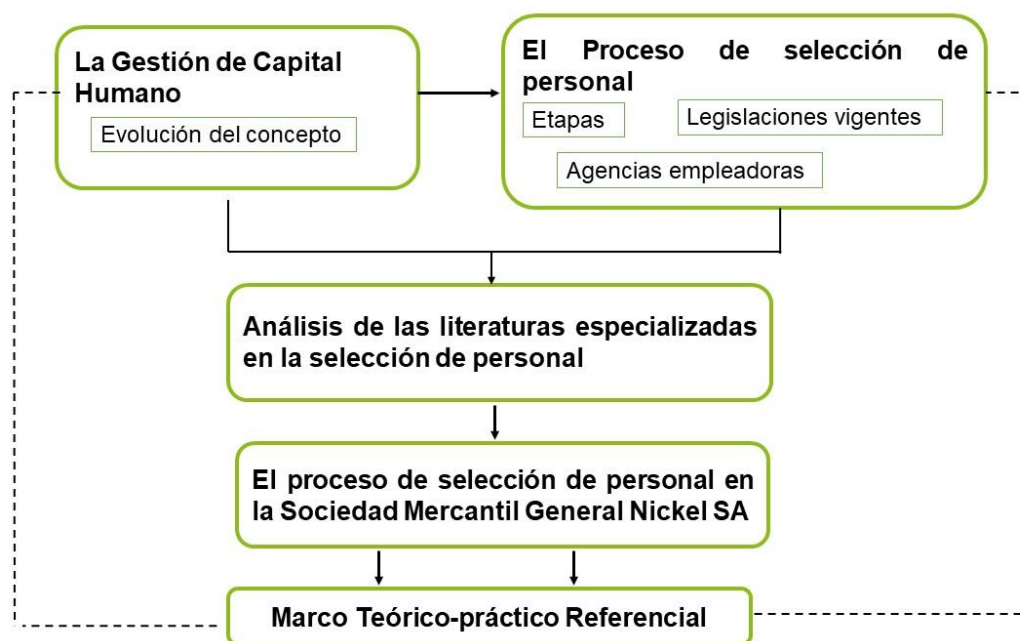 La Gestión de Capital
Humano
Evolución del concepto
El Proceso de selección de
personal
Etapas
Legislaciones vigentes
Agencias empleadoras
Análisis de las literaturas especializadas
en la selección de personal
El proceso de selección de personal en
la Sociedad Mercantil General Nickel SA
Marco Teórico-práctico Referencial